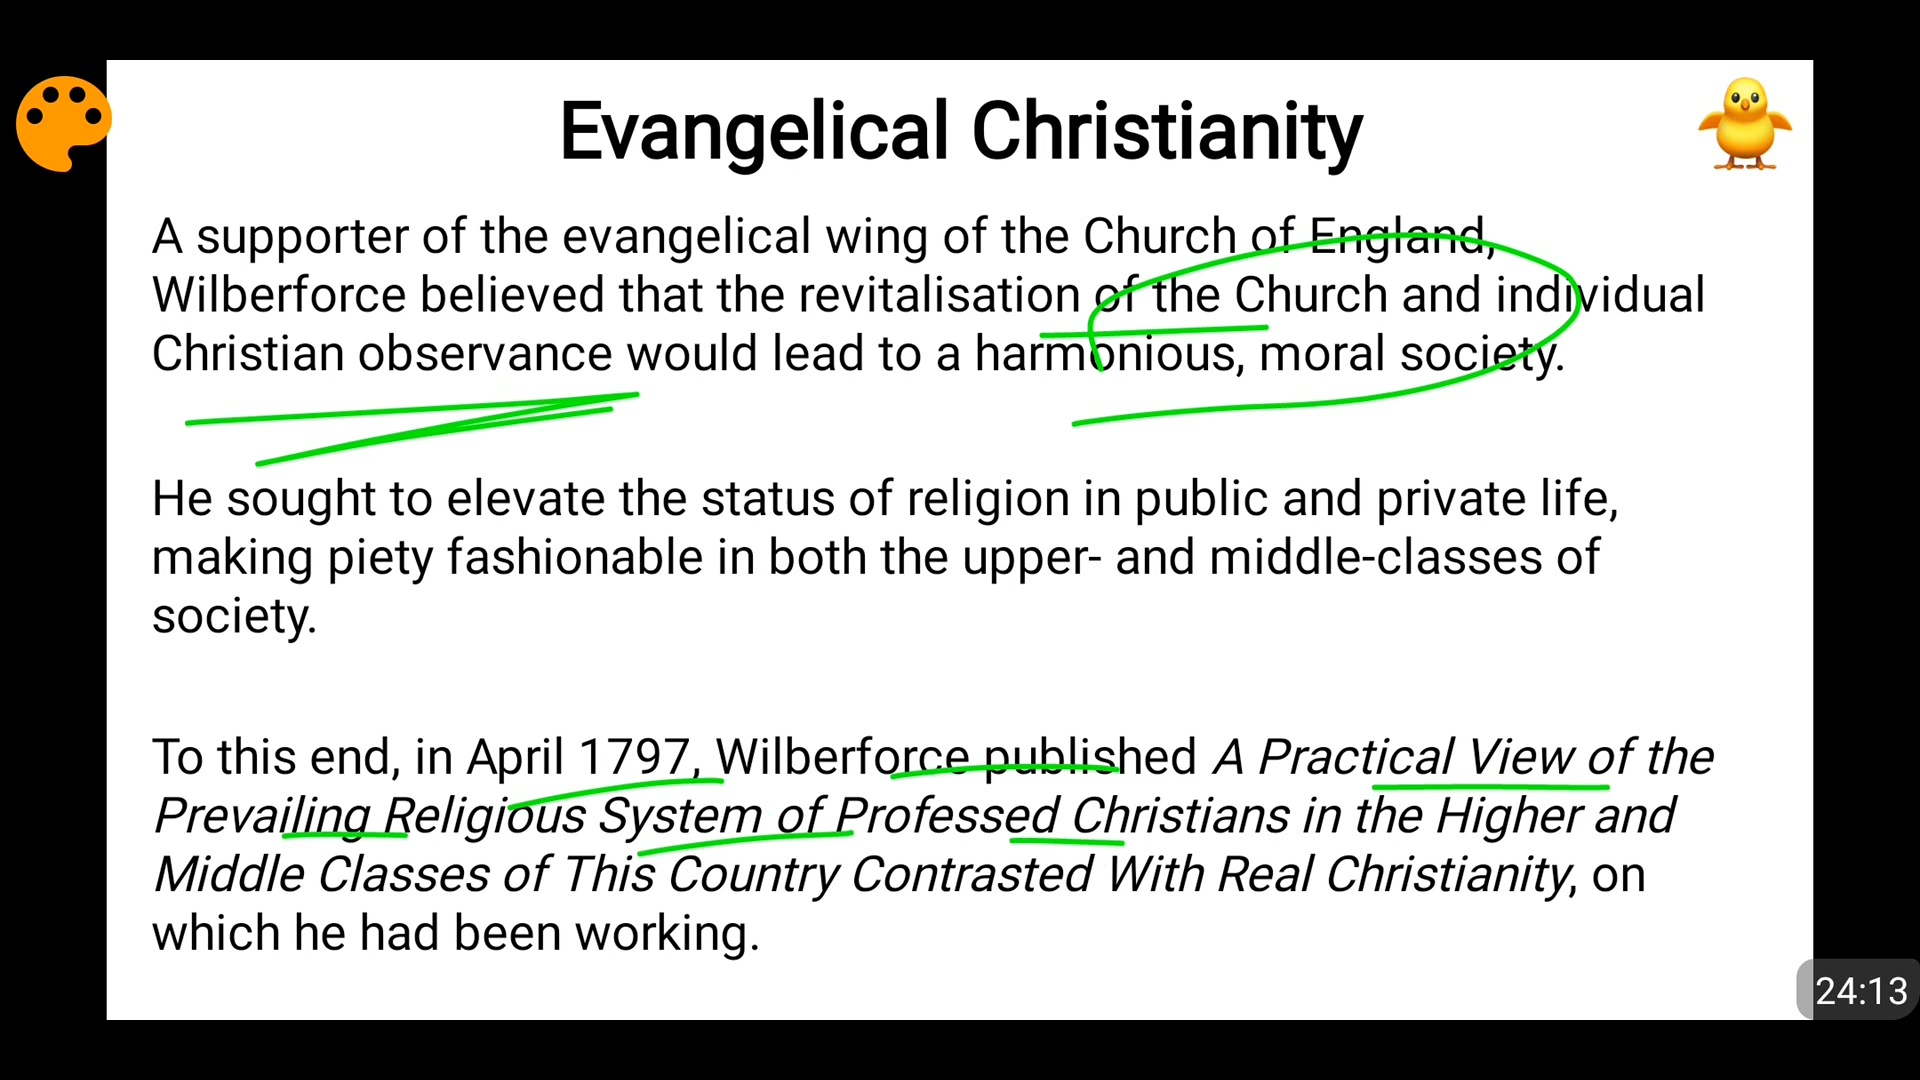 Evangelical Christianity
A supporter of the evangelical wing of the Church of England,
Wilberforce believed that the revitalisation of the Church and individual
Christian observance would lead to a harmonious, moral society.
He sought to elevate the status of religion in public and private life,
making piety fashionable in both the upper- and middle-classes of
society.
To this end, in April 1797, Wilberforce published A Practical View of the
Prevailing Religious System of Professed Christians in the Higher and
Middle Classes of This Country Contrasted With Real Christianity, on
which he had been working.
24:13